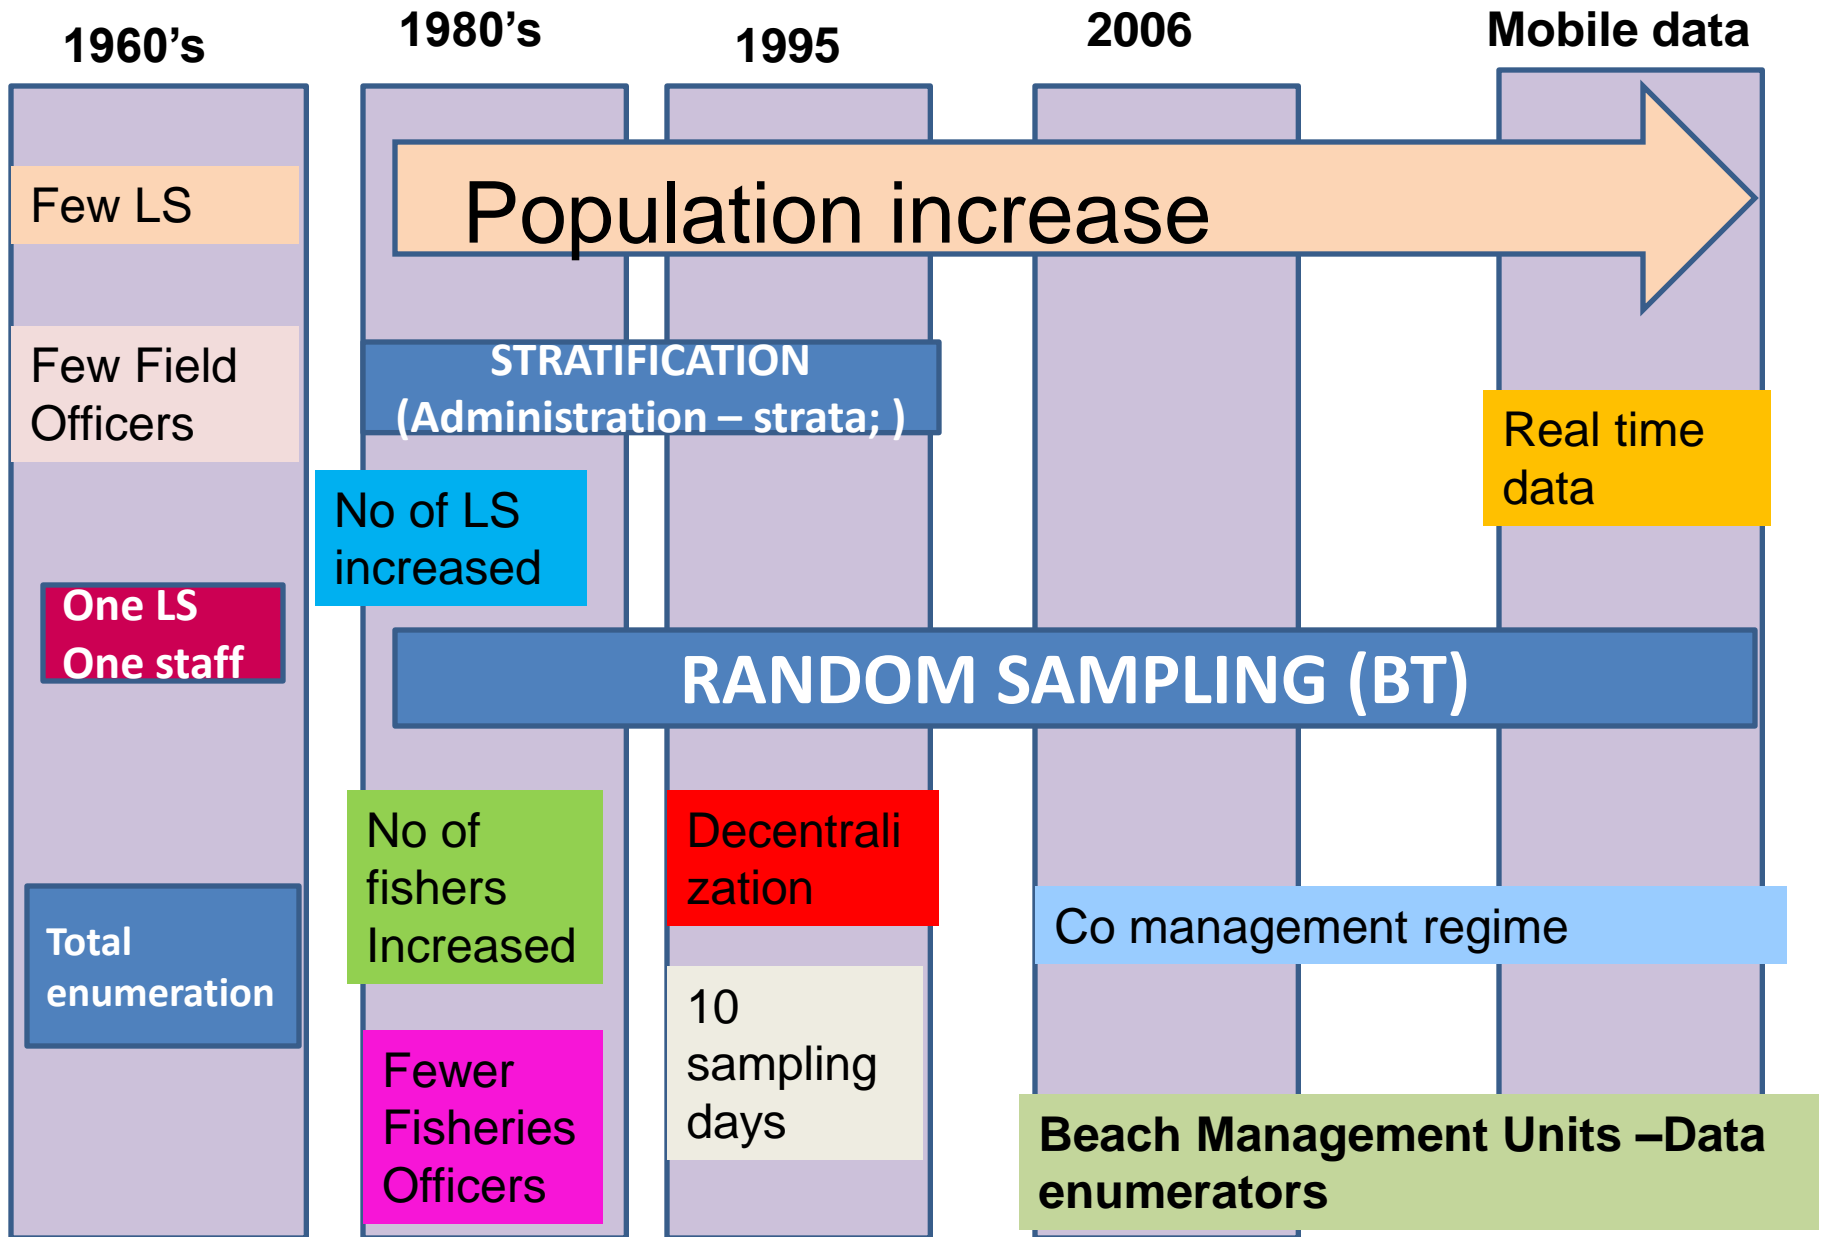 1960’s
1980’s
1995
2006
Mobile data
Few LS
Population increase
Few Field
Officers
STRATIFICATION
(Administration – strata; )
Real time
data
No of LS
increased
One LS
One staff
RANDOM SAMPLING (BT)
No of
fishers
Increased
Decentrali
zation
Total
enumeration
Co management regime
10
sampling
days
Fewer
Fisheries
Officers
Beach Management Units –Data
enumerators